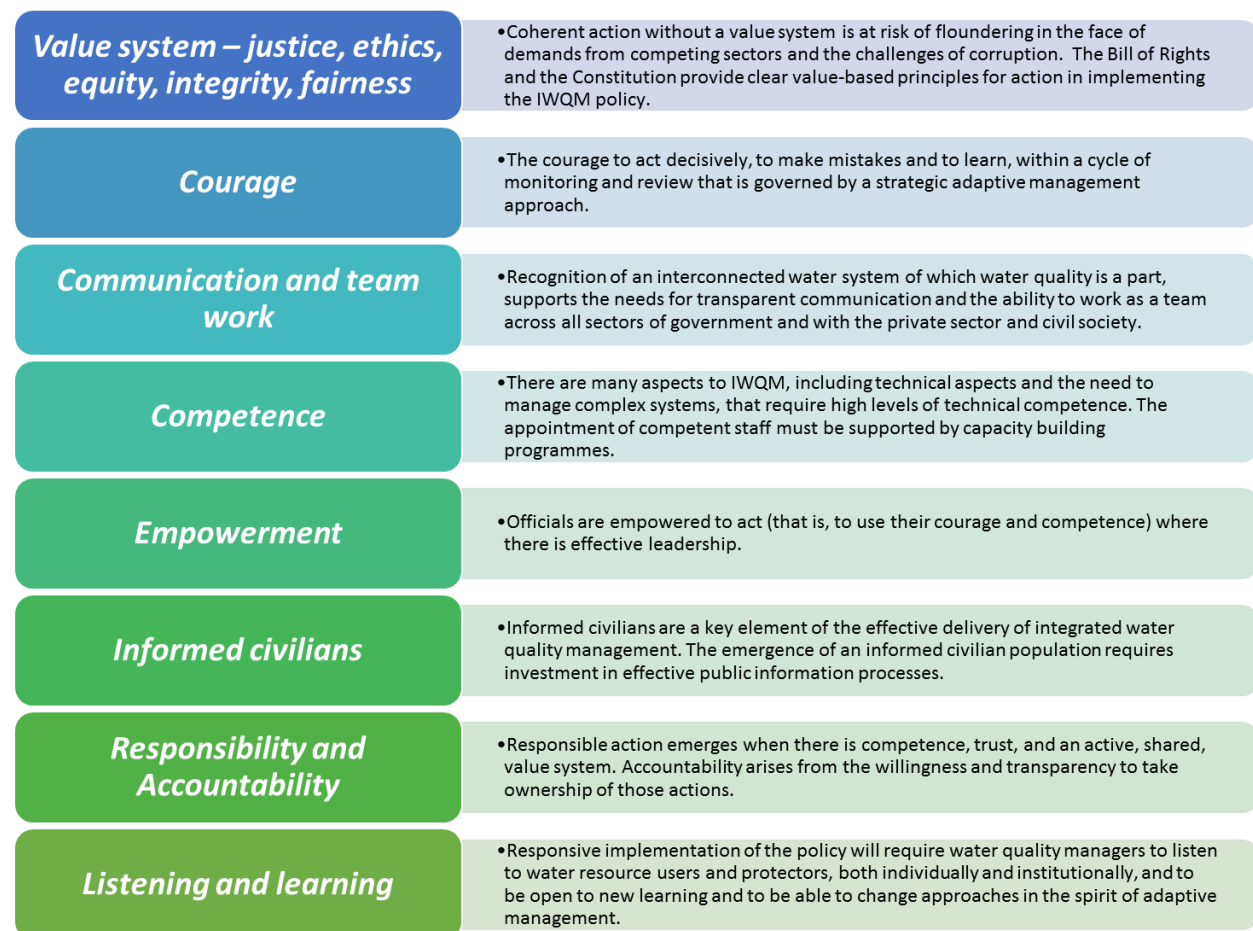 Value system – justice, ethics,
equity, integrity, fairness
•Coherent action without a value system is at risk of floundering in the face of
demands from competing sectors and the challenges of corruption.  The Bill of Rights
and the Constitution provide clear value-based principles for action in implementing
the IWQM policy.
Courage
•The courage to act decisively, to make mistakes and to learn, within a cycle of
monitoring and review that is governed by a strategic adaptive management
approach.
Communication and team
work
•Recognition of an interconnected water system of which water quality is a part,
supports the needs for transparent communication and the ability to work as a team
across all sectors of government and with the private sector and civil society.
Competence
•There are many aspects to IWQM, including technical aspects and the need to
manage complex systems, that require high levels of technical competence. The
appointment of competent staff must be supported by capacity building
programmes.
Empowerment
•Officials are empowered to act (that is, to use their courage and competence) where
there is effective leadership.
Informed civilians
•Informed civilians are a key element of the effective delivery of integrated water
quality management. The emergence of an informed civilian population requires
investment in effective public information processes.
Responsibility and
Accountability
•Responsible action emerges when there is competence, trust, and an active, shared,
value system. Accountability arises from the willingness and transparency to take
ownership of those actions.
Listening and learning
•Responsive implementation of the policy will require water quality managers to listen
to water resource users and protectors, both individually and institutionally, and to
be open to new learning and to be able to change approaches in the spirit of adaptive
management.